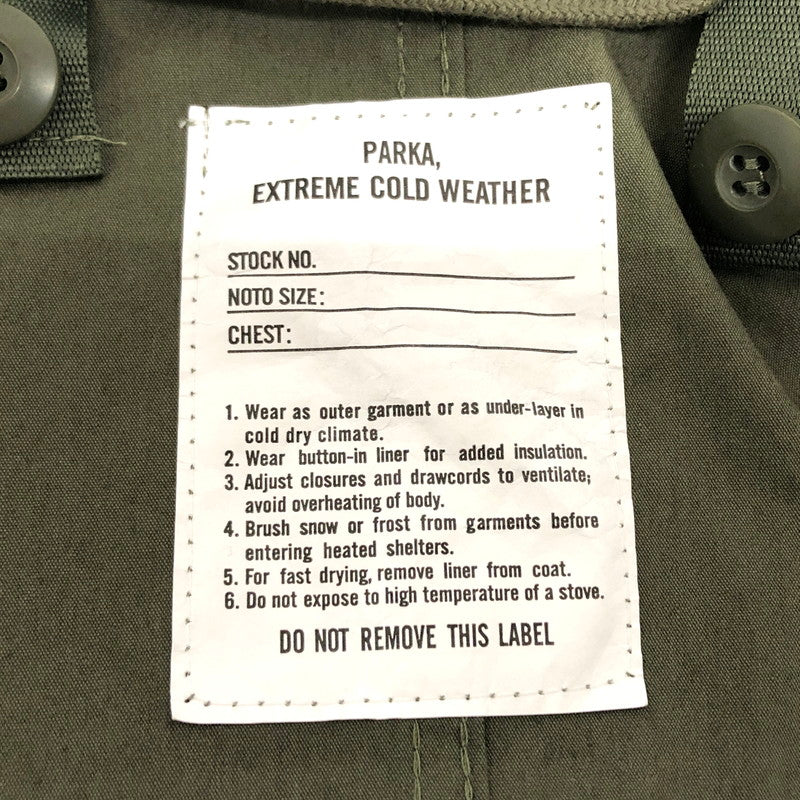 PARKA,
EXTREME COLD WEATHER
STOCK NO.
NOTO SIZE:
CHEST:
1. Wear as outer garment or as under-layer in
cold dry climate.
2. Wear button-in liner for added insulation.
3. Adjust closures and drawcords to ventilate;
avoid overheating of body.
4. Brush snow or frost from garments before
entering heated shelters.
5. For fast drying, remove liner from coat.
6. Do not expose to high temperature of a stove.
DO NOT REMOVE THIS LABEL